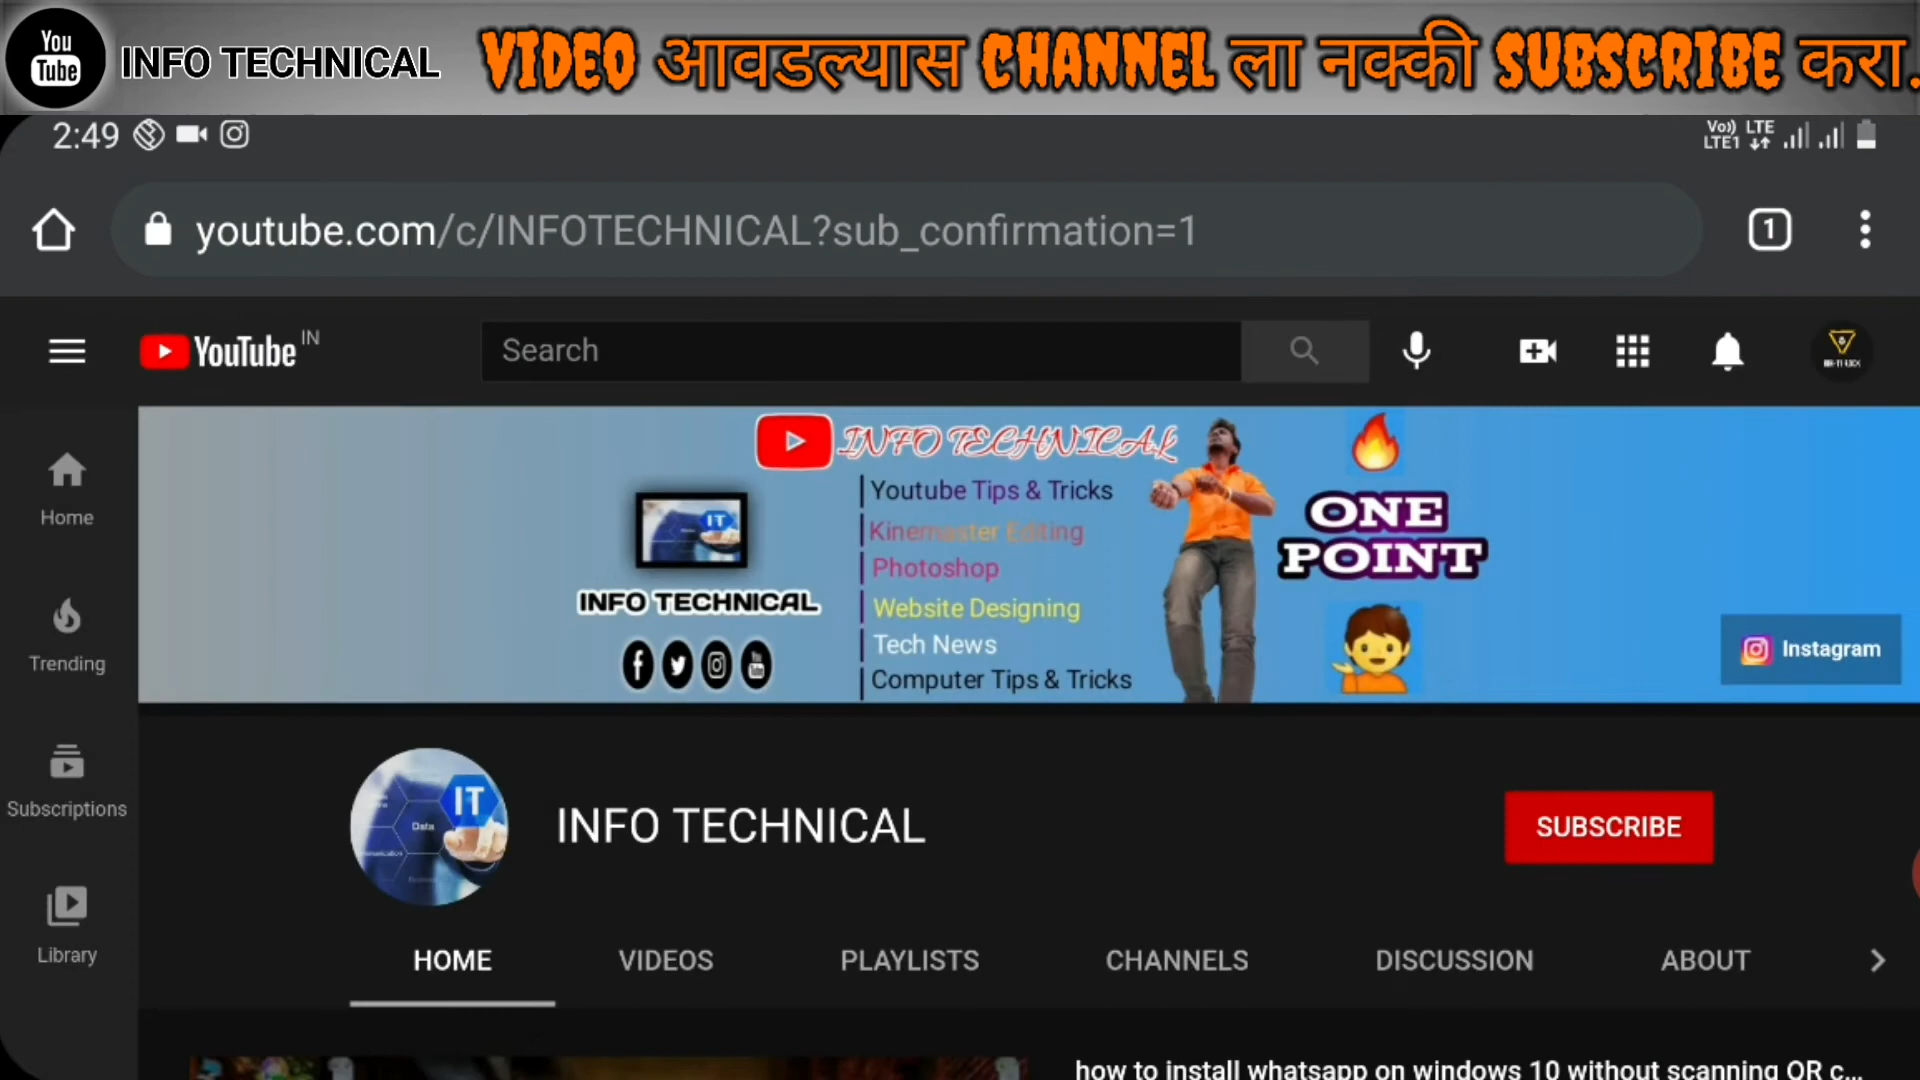 You Tube INFO TECHNICAL VIDEO आवडल्यास CHANNEL ला नक्की SUBSCRIBE करा.
2:49 Vo)) LTE1 LTE
youtube.com/c/INFOTECHNICAL?sub_confirmation=1 1
YouTube IN Search
INFO TECHNICAL
Youtube Tips & Tricks
Kinemaster Editing
Photoshop
Website Designing
Tech News
Computer Tips & Tricks
IT
INFO TECHNICAL
ONE
POINT
Instagram
Home
Trending
Subscriptions
Library
IT
Data
INFO TECHNICAL
SUBSCRIBE
HOME VIDEOS PLAYLISTS CHANNELS DISCUSSION ABOUT
how to install whatsapp on windows 10 without scanning QR c...